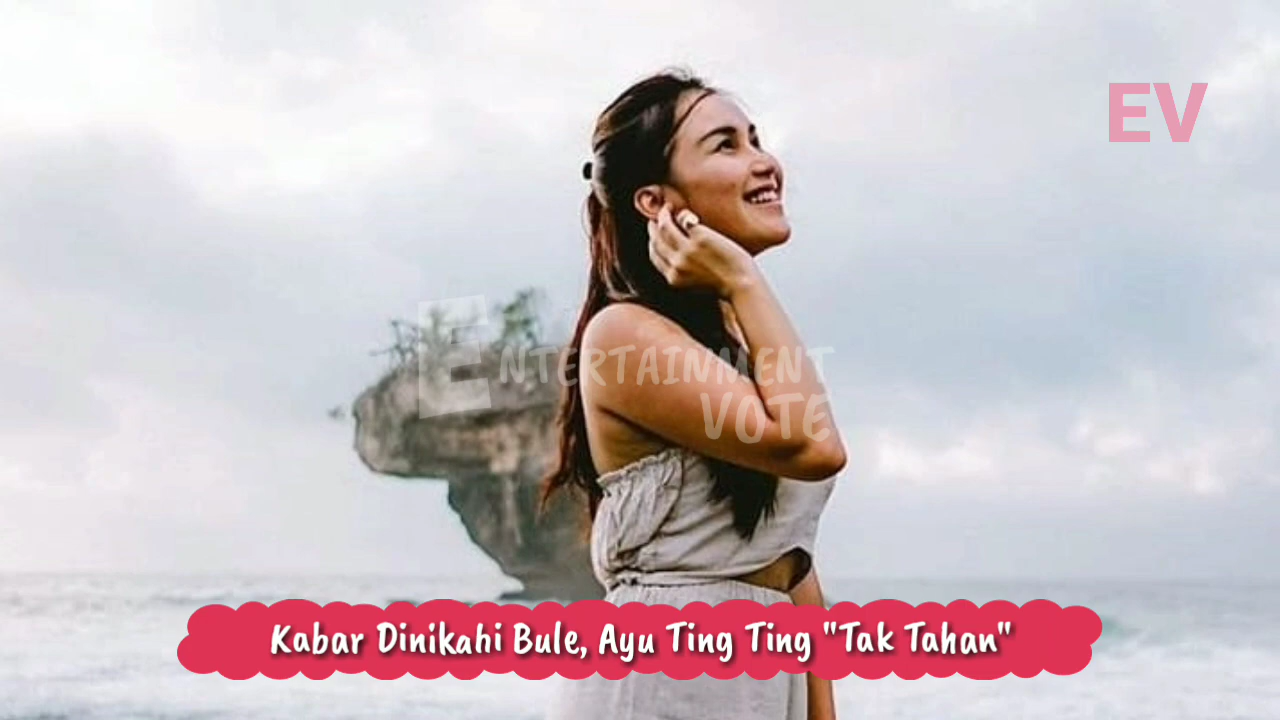 EV
ENTERTAINMENT
VOTE
Kabar Dinikahi Bule, Ayu Ting Ting "Tak Tahan"